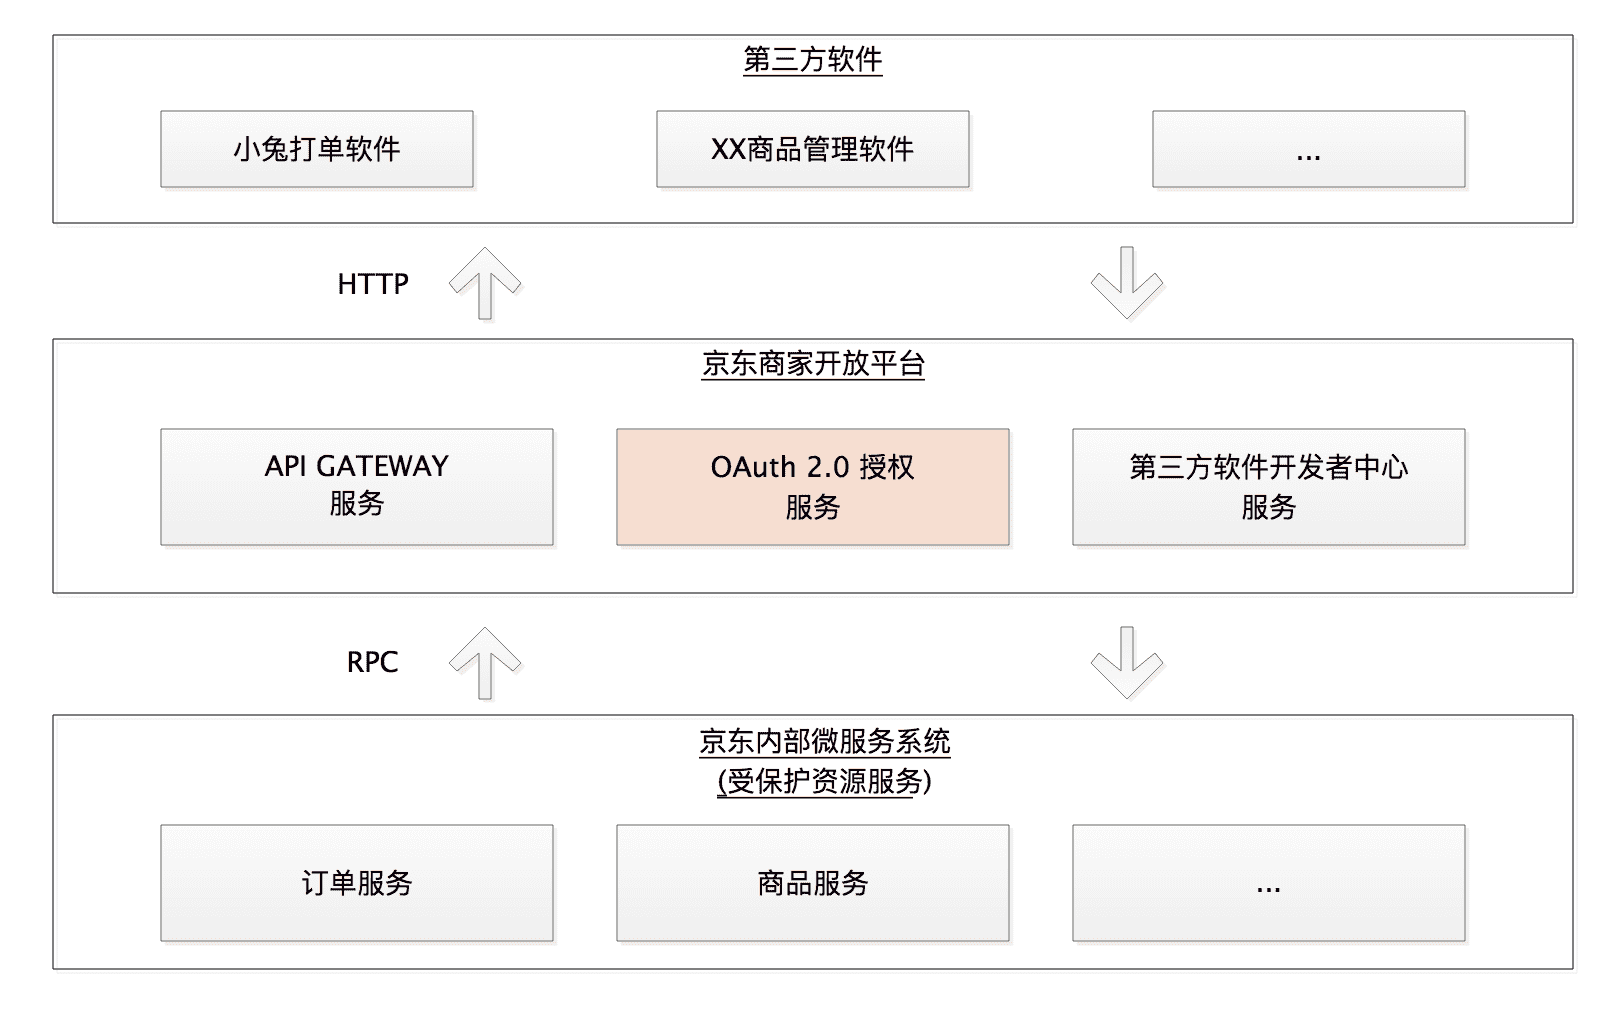 第三方软件
小兔打单软件
XX商品管理软件
...
HTTP
京东商家开放平台
API GATEWAY
服务
OAuth 2.0 授权
服务
第三方软件开发者中心
服务
RPC
京东内部微服务系统
(受保护资源服务)
订单服务
商品服务
...